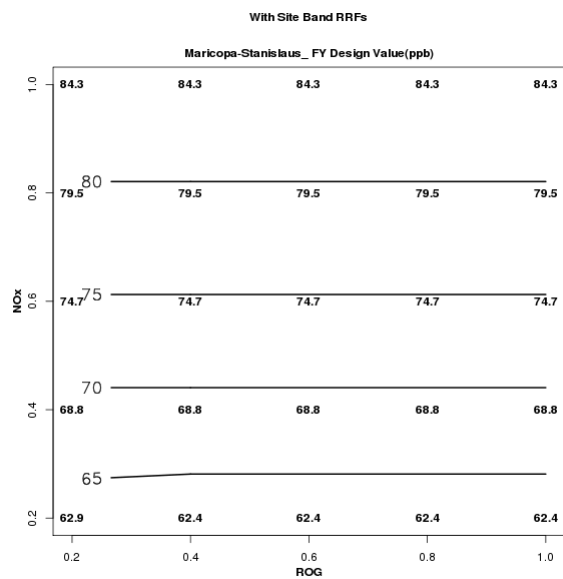 With Site Band RRFs
Maricopa-Stanislaus_ FY Design Value(ppb)
1.0
84.3 84.3 84.3 84.3 84.3
80
0.8
79.5 79.5 79.5 79.5 79.5
75
NOx
0.6
74.7 74.7 74.7 74.7 74.7
70
0.4
68.8 68.8 68.8 68.8 68.8
65
0.2
62.9 62.4 62.4 62.4 62.4
0.2 0.4 0.6 0.8 1.0
ROG